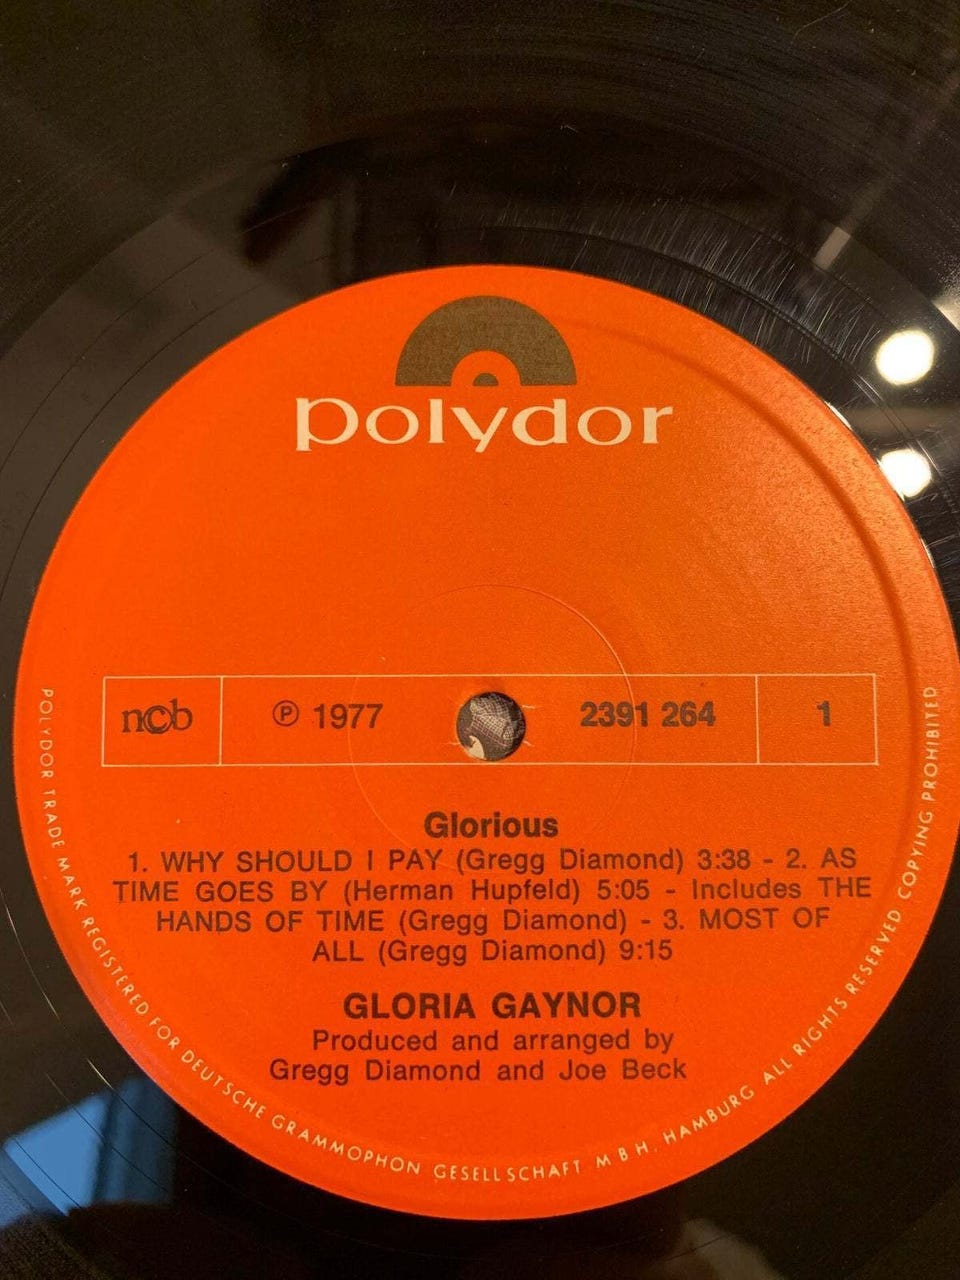 polydor
ncb
℗ 1977
2391 264
1
Glorious
1. WHY SHOULD I PAY (Gregg Diamond) 3:38 - 2. AS
TIME GOES BY (Herman Hupfeld) 5:05 - Includes THE
HANDS OF TIME (Gregg Diamond) - 3. MOST OF
ALL (Gregg Diamond) 9:15
GLORIA GAYNOR
Produced and arranged by
Gregg Diamond and Joe Beck
POLYDOR TRADE MARK REGISTERED FOR DEUTSCHE GRAMMOPHON GESELLSCHAFT M B H. HAMBURG ALL RIGHTS RESERVED COPYING PROHIBITED